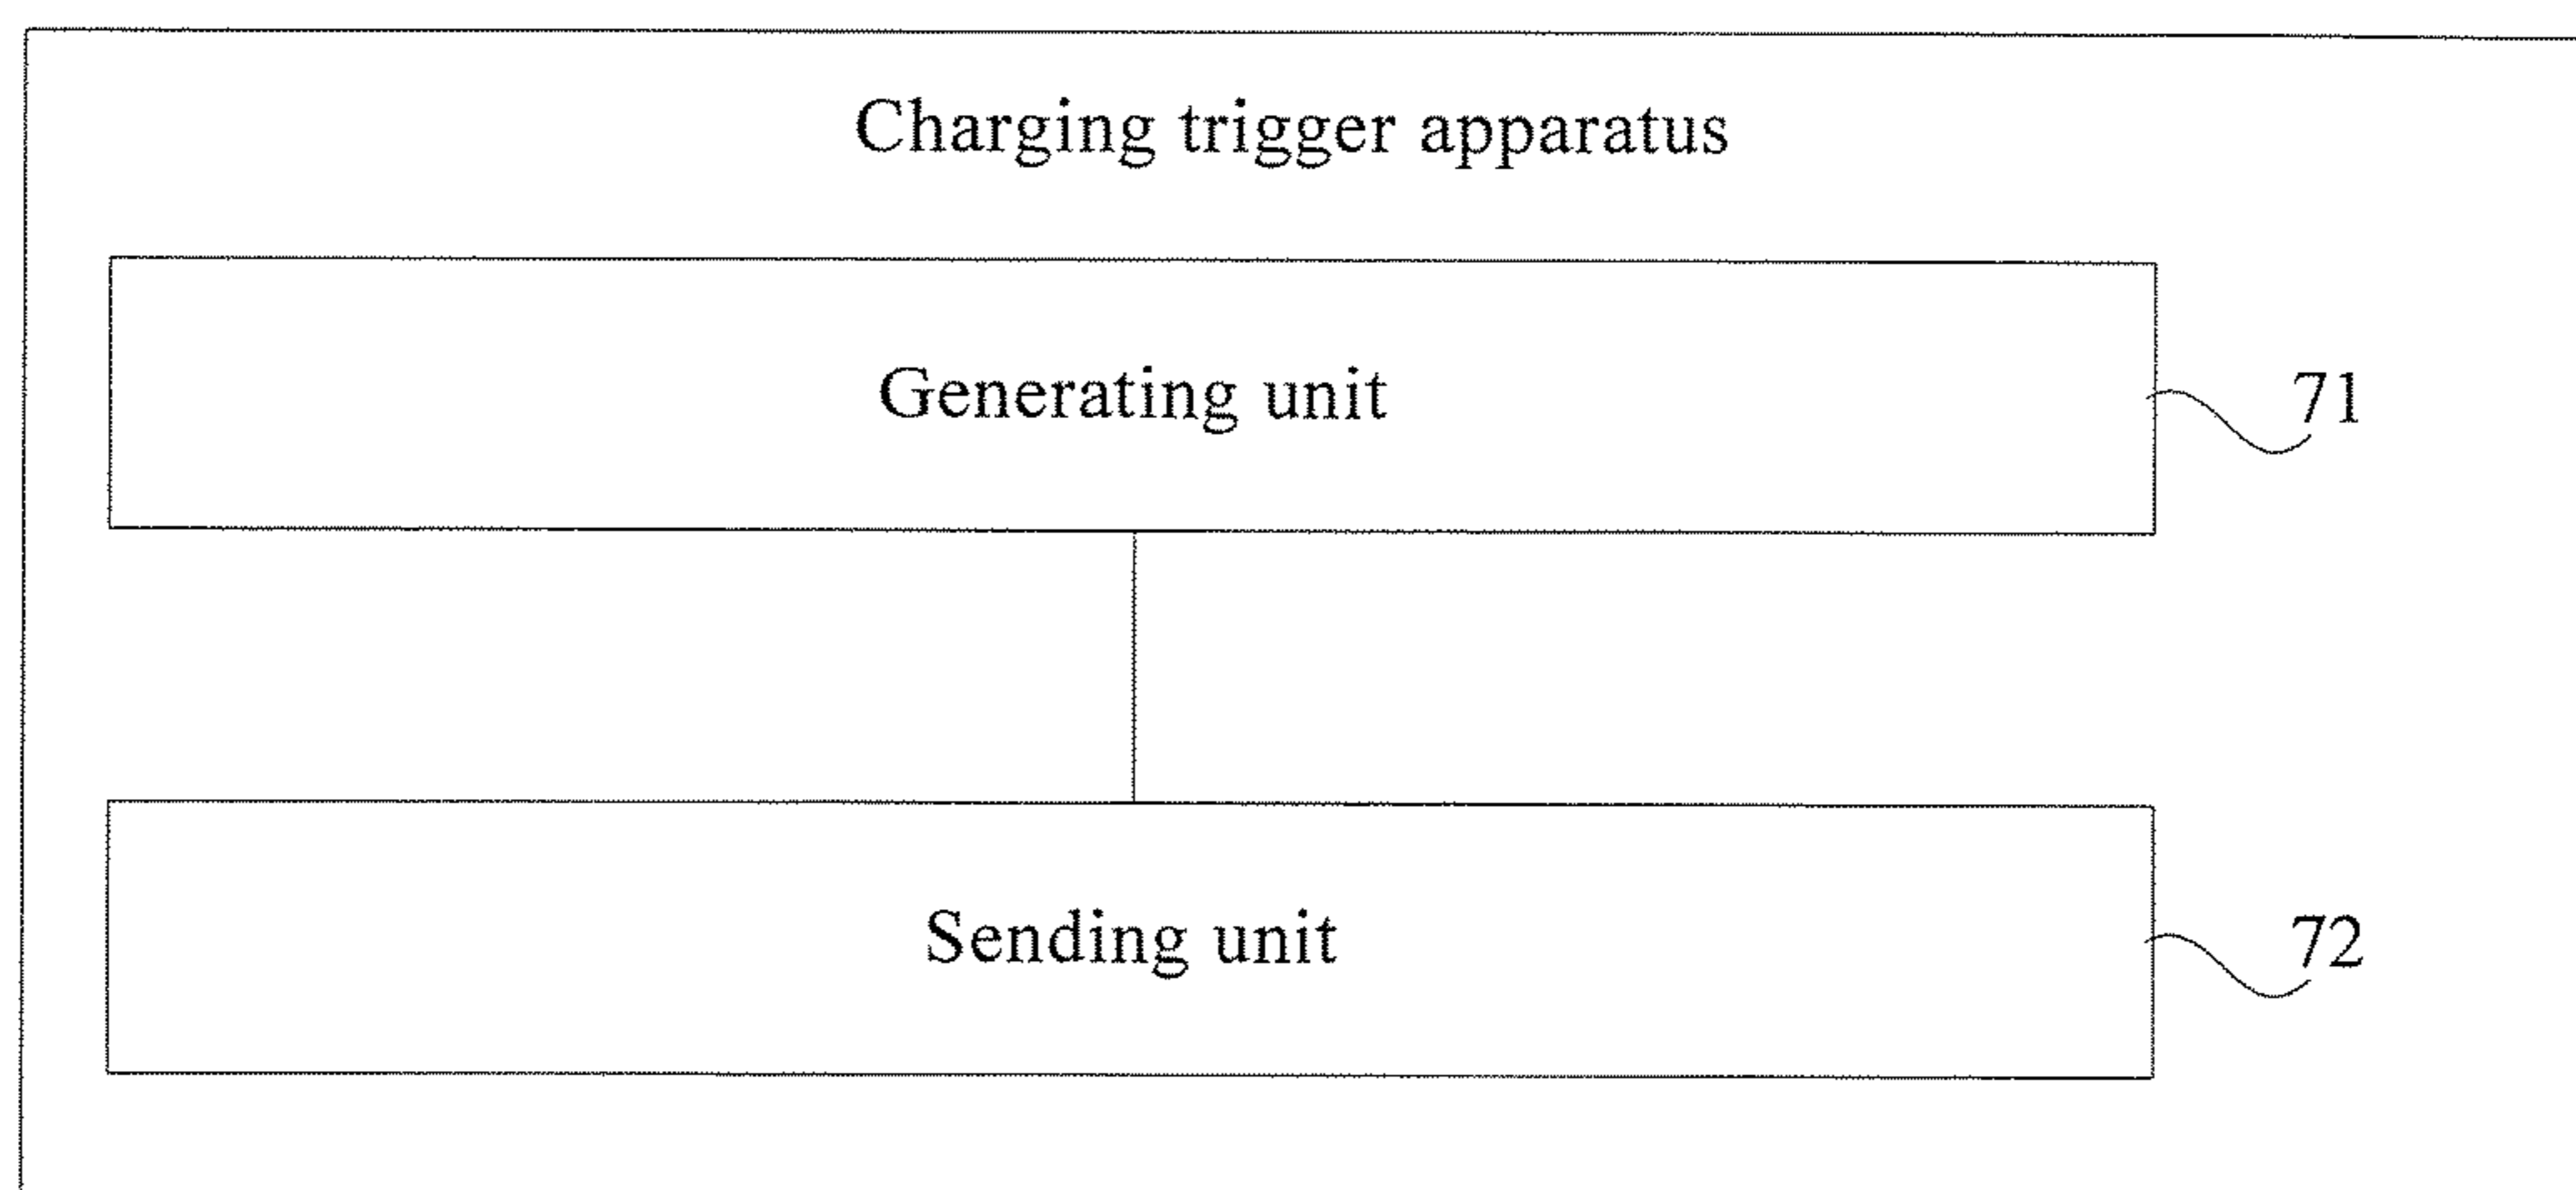 Charging trigger apparatus
Generating unit
71
Sending unit
72